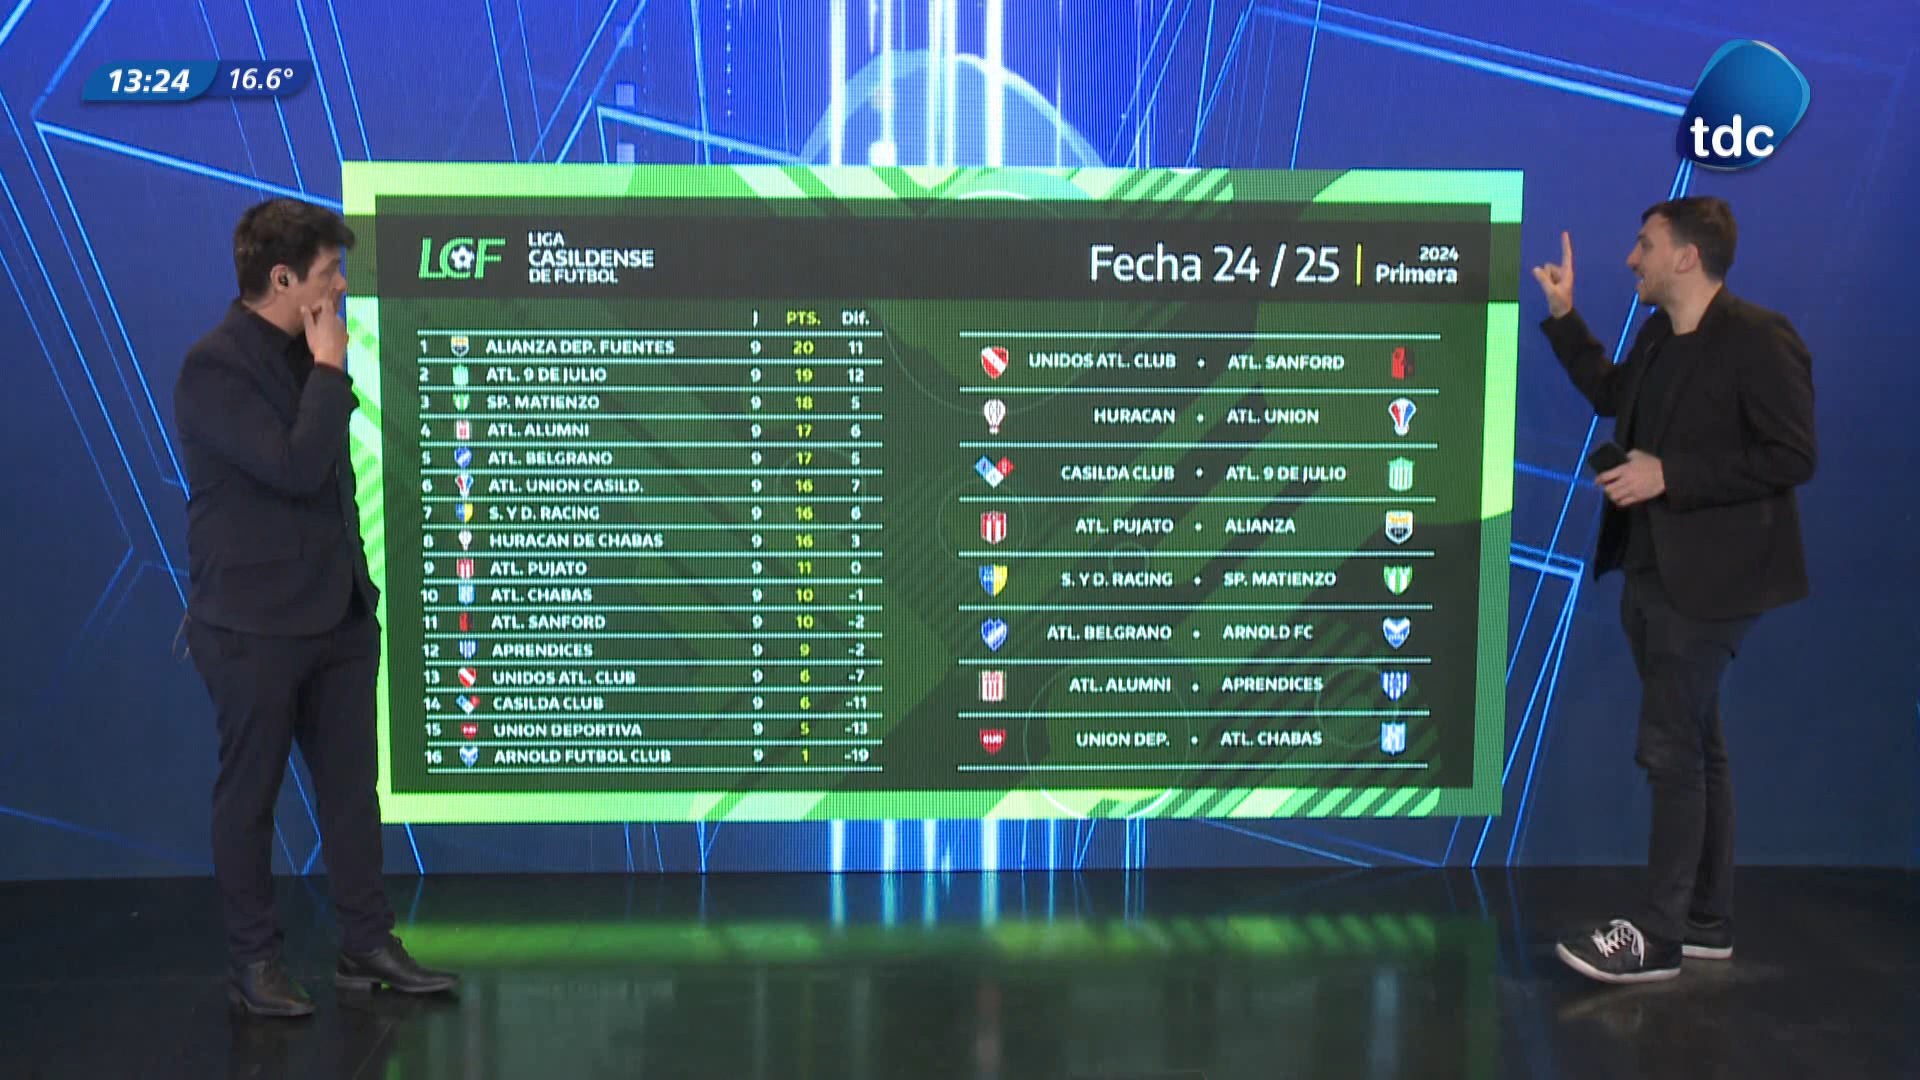 13:24 16.6°
tdc
LCF LIGA
CASILDENSE
DE FUTBOL
Fecha 24 / 25 2024
Primera
J PTS. Dif.
1 ALIANZA DEP. FUENTES 9 20 11
2 ATL. 9 DE JULIO 9 19 12
3 SP. MATIENZO 9 18 5
4 ATL. ALUMNI 9 17 6
5 ATL. BELGRANO 9 17 5
6 ATL. UNION CASILD. 9 16 7
7 S. Y D. RACING 9 16 6
8 HURACAN DE CHABAS 9 16 3
9 ATL. PUJATO 9 11 0
10 ATL. CHABAS 9 10 -1
11 ATL. SANFORD 9 10 -2
12 APRENDICES 9 9 -2
13 UNIDOS ATL. CLUB 9 6 -7
14 CASILDA CLUB 9 6 -11
15 UNION DEPORTIVA 9 5 -13
16 ARNOLD FUTBOL CLUB 9 1 -19
UNIDOS ATL. CLUB • ATL. SANFORD
HURACAN • ATL. UNION
CASILDA CLUB • ATL. 9 DE JULIO
ATL. PUJATO • ALIANZA
S. Y D. RACING • SP. MATIENZO
ATL. BELGRANO • ARNOLD FC
ATL. ALUMNI • APRENDICES
UNION DEP. • ATL. CHABAS